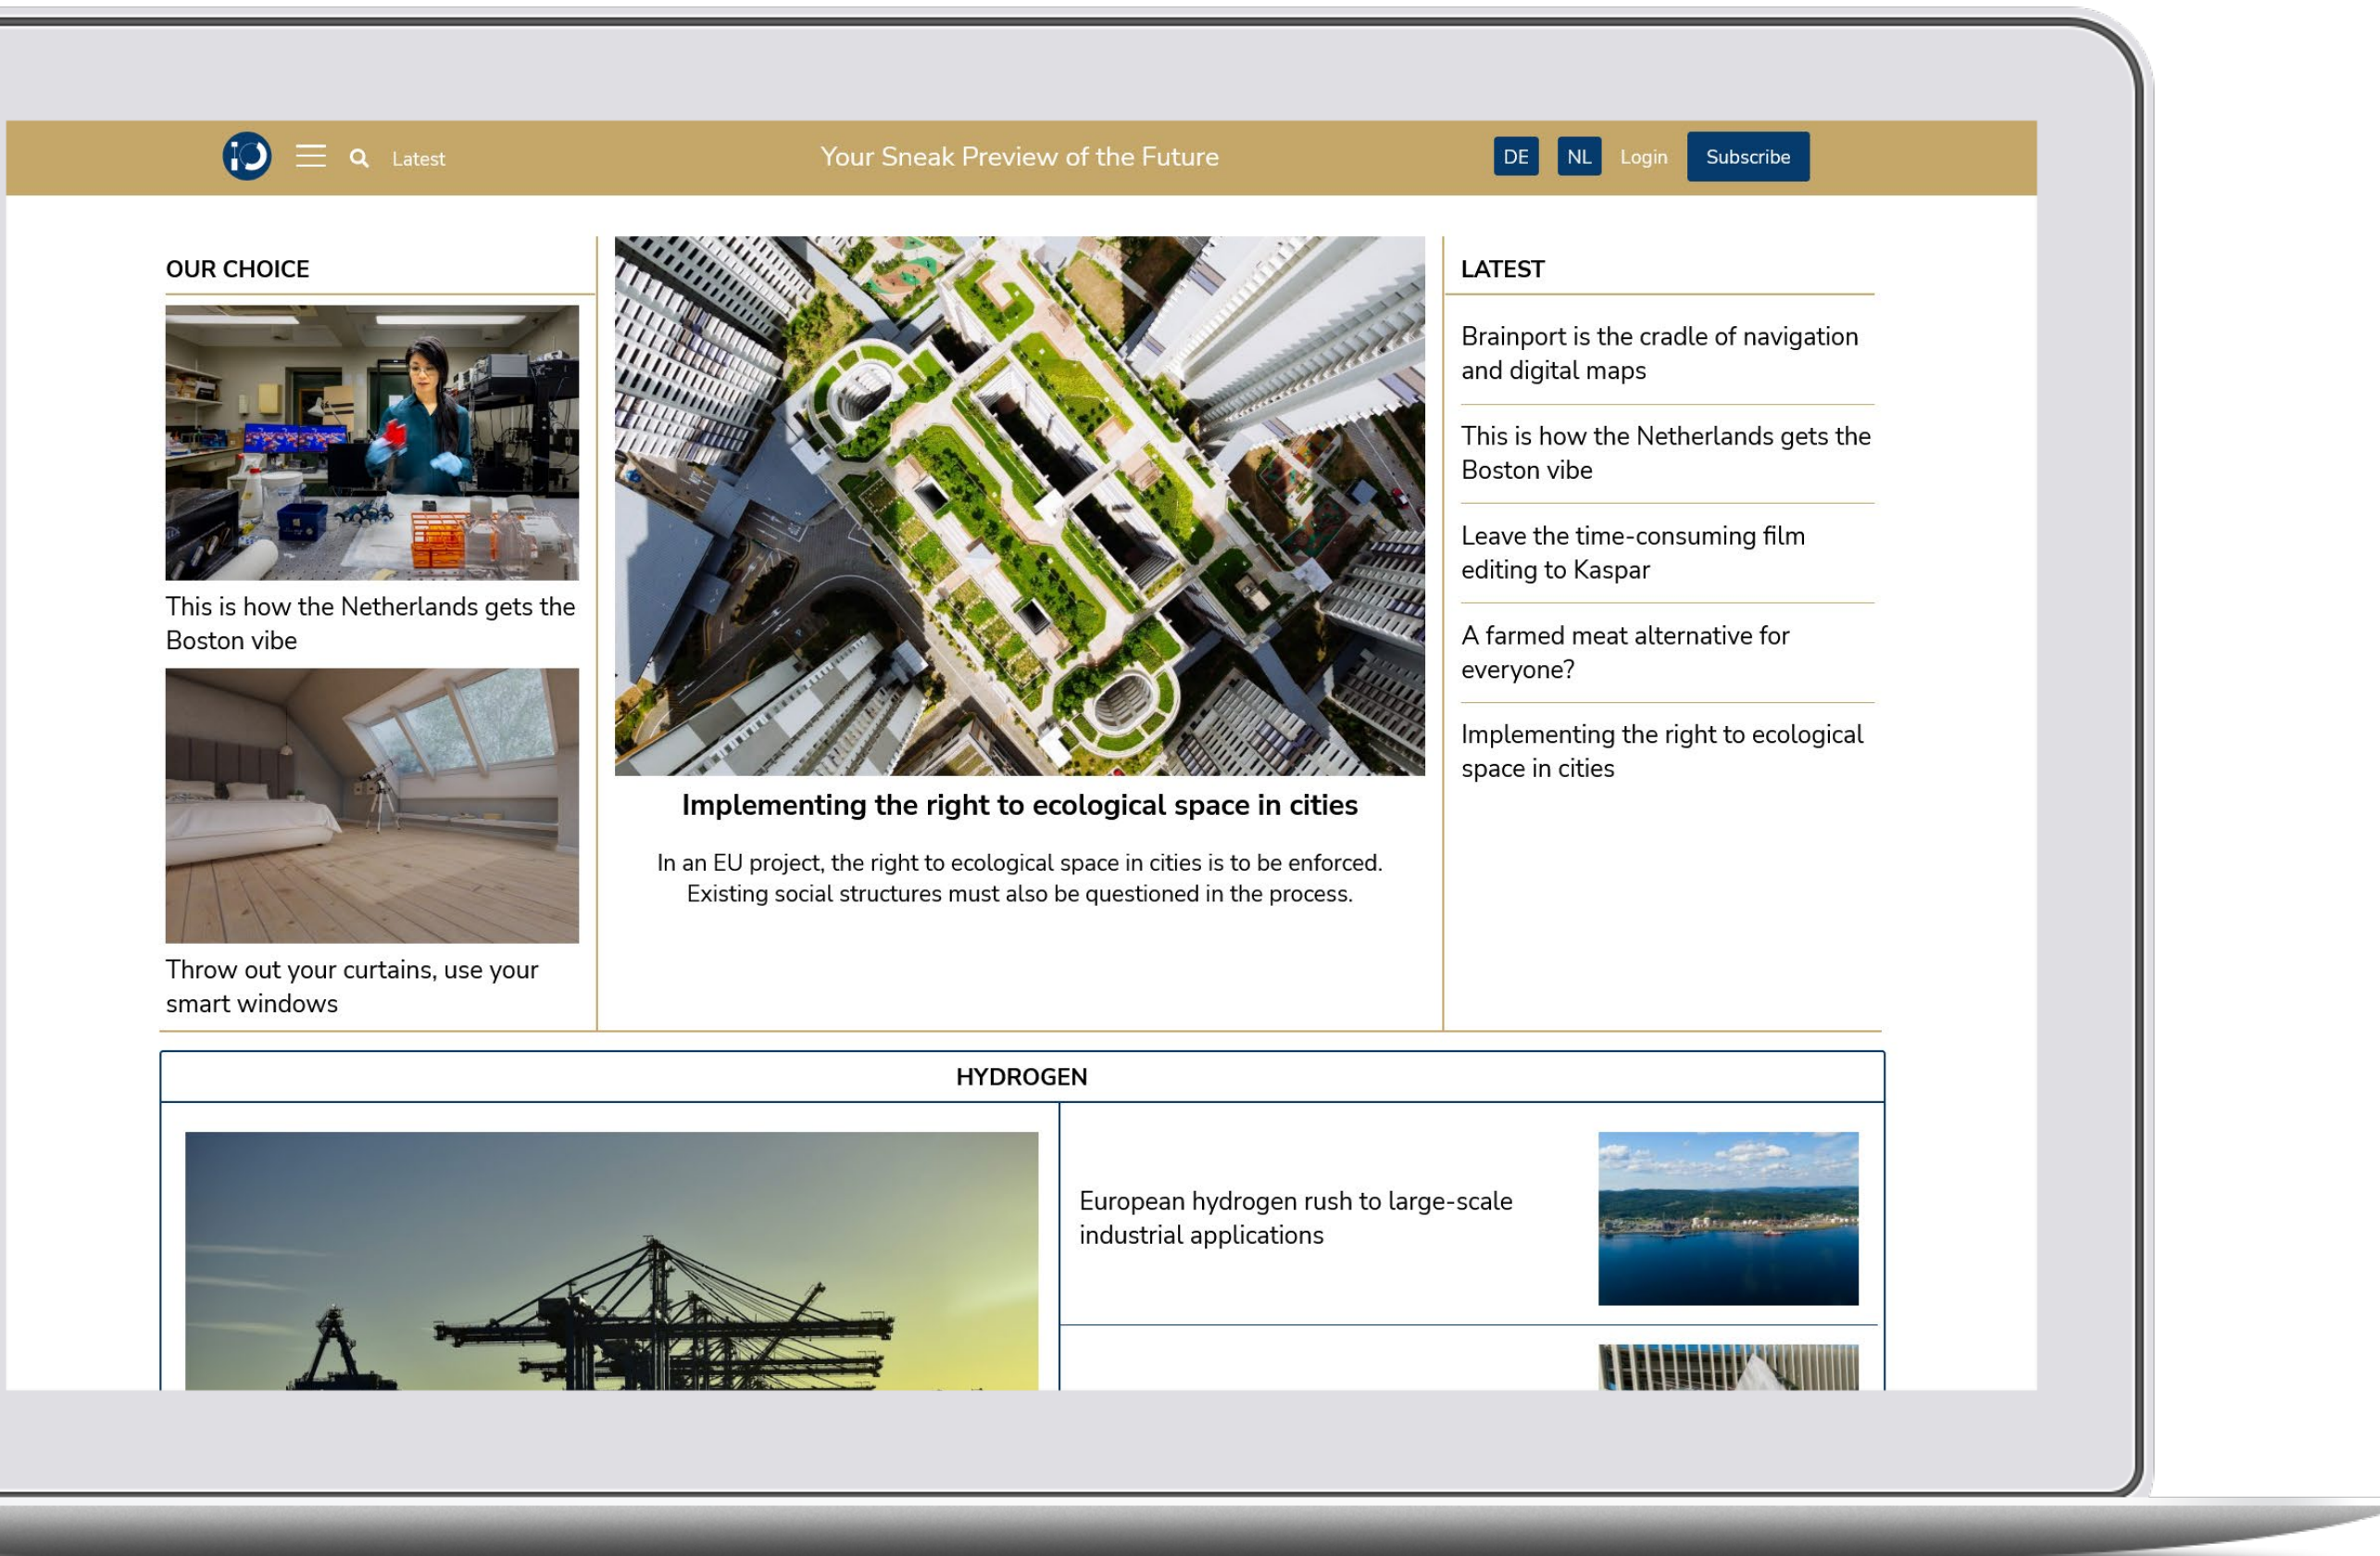 Latest
Your Sneak Preview of the Future
DE
NL
Login
Subscribe
OUR CHOICE
This is how the Netherlands gets the
Boston vibe
Throw out your curtains, use your
smart windows
Implementing the right to ecological space in cities
In an EU project, the right to ecological space in cities is to be enforced.
Existing social structures must also be questioned in the process.
LATEST
Brainport is the cradle of navigation
and digital maps
This is how the Netherlands gets the
Boston vibe
Leave the time-consuming film
editing to Kaspar
A farmed meat alternative for
everyone?
Implementing the right to ecological
space in cities
HYDROGEN
European hydrogen rush to large-scale
industrial applications